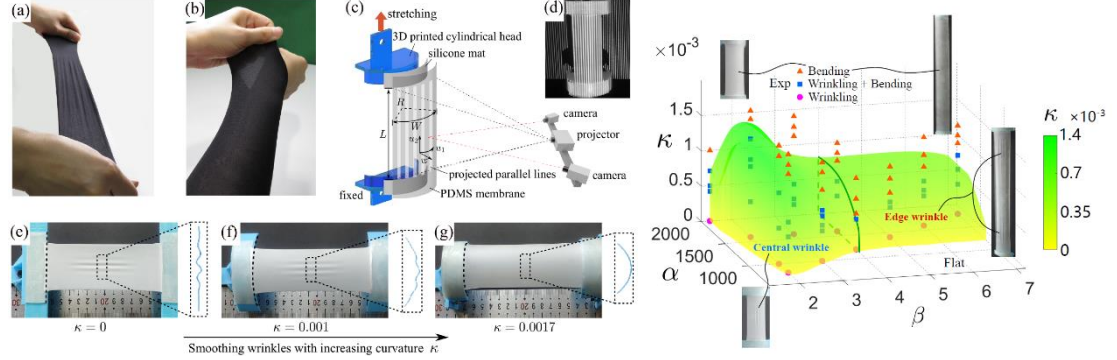 (a)
(b)
(c)
stretching
3D printed cylindrical head
silicone mat
R
W
L
u₂
u₁
w
camera
projector
projected parallel lines
camera
fixed
PDMS membrane
(d)
(e)
κ = 0
(f)
κ = 0.001
(g)
κ = 0.0017
Smoothing wrinkles with increasing curvature κ
×10⁻³
Bending
Exp Wrinkling + Bending
Wrinkling
κ
1.5
1
0.5
0
2000
1500
1000
α
2 3 4 5 6 7
β
Central wrinkle
Edge wrinkle
Flat
κ ×10⁻³
1.4
1
0.35
0